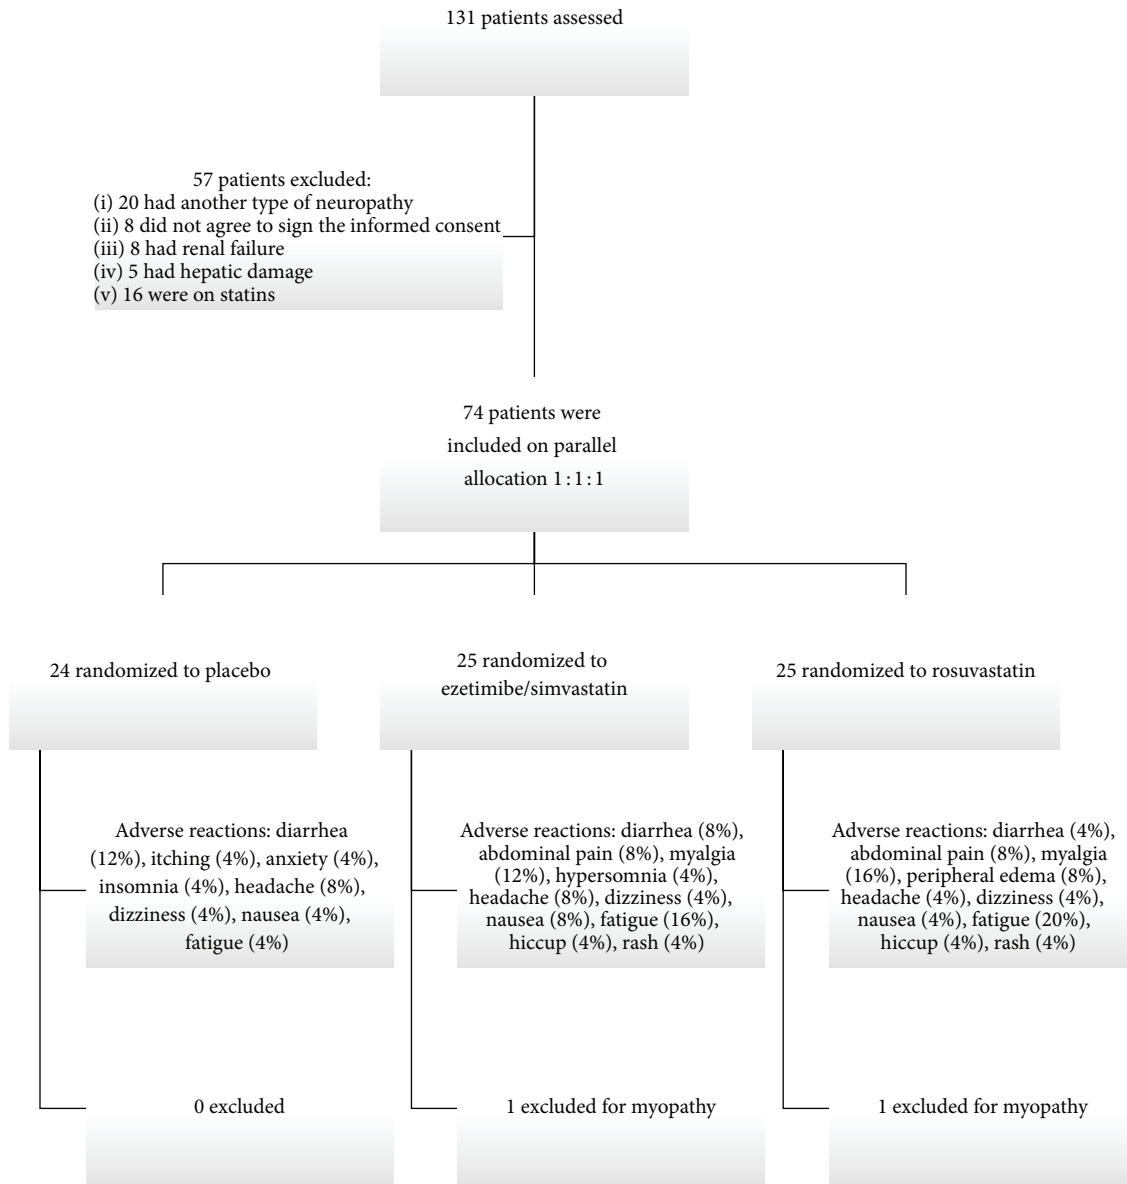 131 patients assessed
57 patients excluded:
(i) 20 had another type of neuropathy
(ii) 8 did not agree to sign the informed consent
(iii) 8 had renal failure
(iv) 5 had hepatic damage
(v) 16 were on statins
74 patients were
included on parallel
allocation 1 : 1 : 1
24 randomized to placebo
25 randomized to
ezetimibe/simvastatin
25 randomized to rosuvastatin
Adverse reactions: diarrhea
(12%), itching (4%), anxiety (4%),
insomnia (4%), headache (8%),
dizziness (4%), nausea (4%),
fatigue (4%)
Adverse reactions: diarrhea (8%),
abdominal pain (8%), myalgia
(12%), hypersomnia (4%),
headache (8%), dizziness (4%),
nausea (8%), fatigue (16%),
hiccup (4%), rash (4%)
Adverse reactions: diarrhea (4%),
abdominal pain (8%), myalgia
(16%), peripheral edema (8%),
headache (4%), dizziness (4%),
nausea (4%), fatigue (20%),
hiccup (4%), rash (4%)
0 excluded
1 excluded for myopathy
1 excluded for myopathy